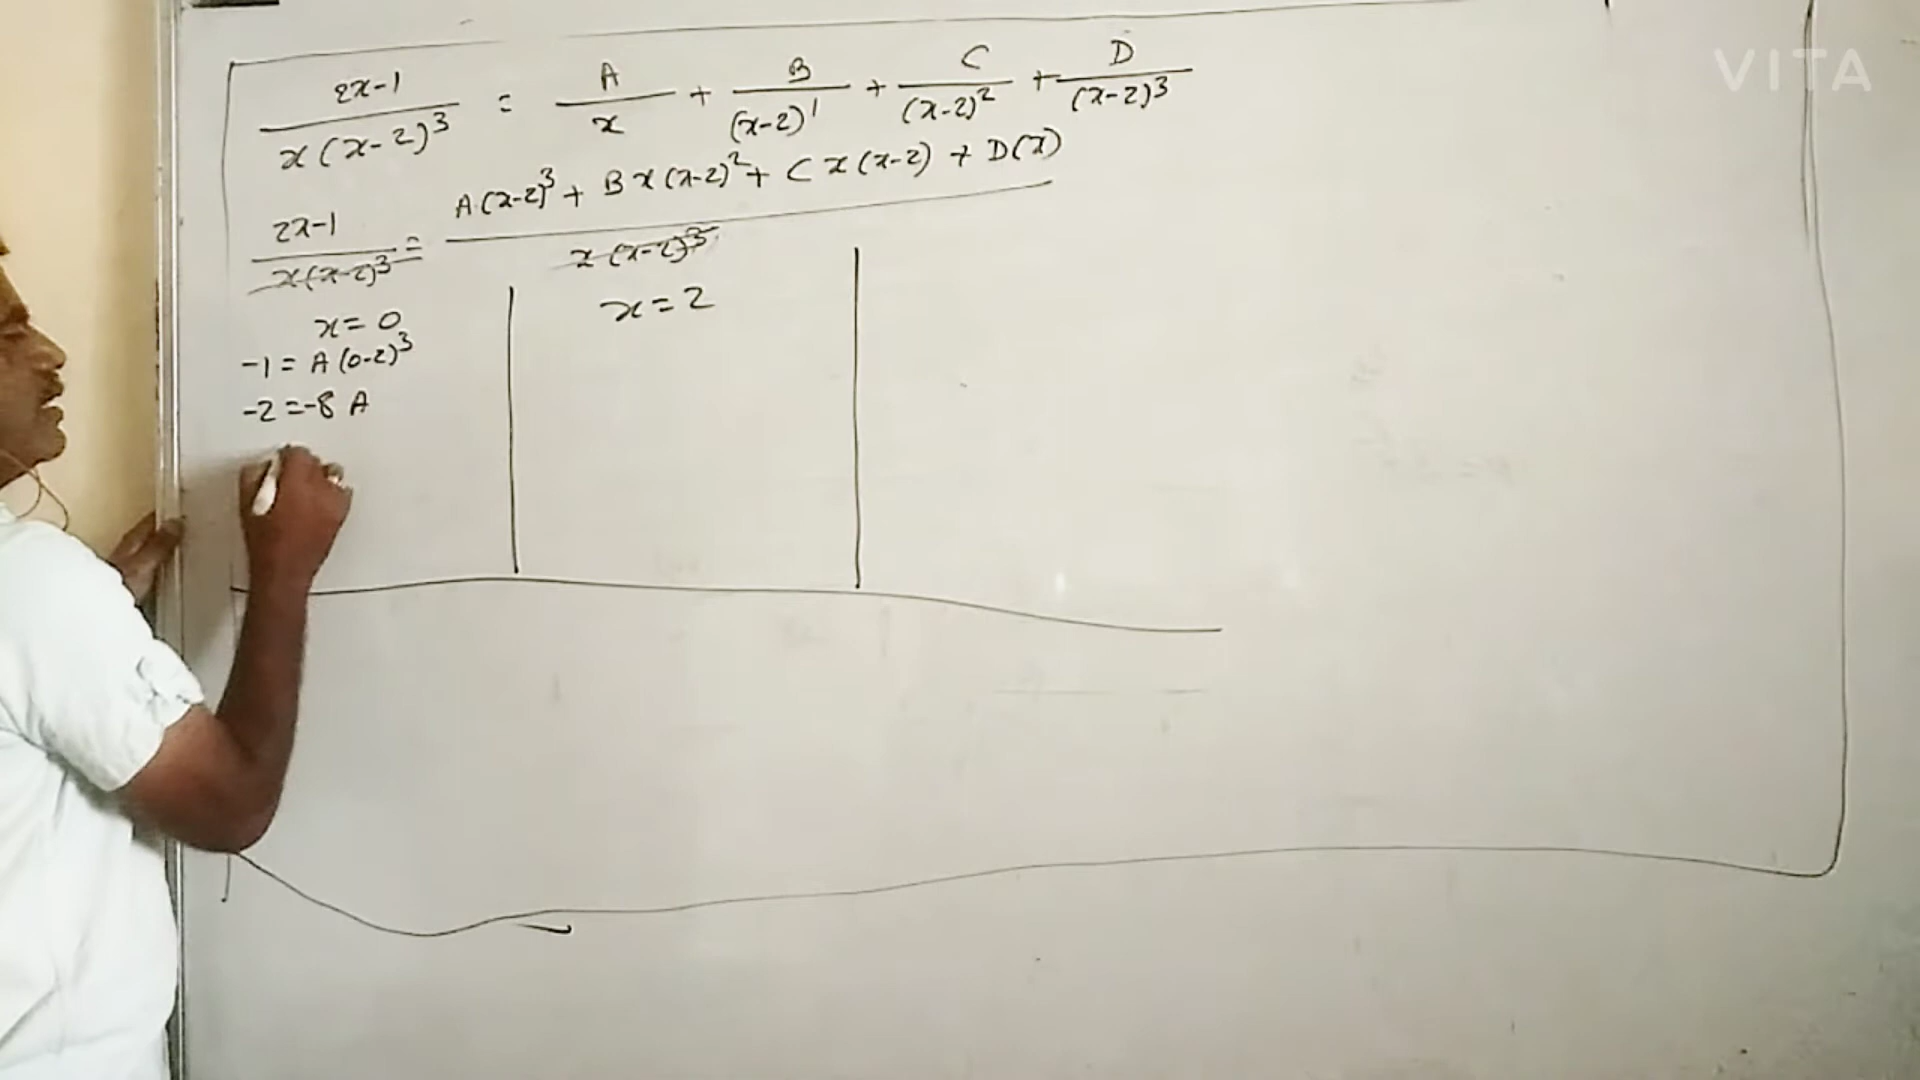 VITA
2x-1 / x(x-2)³ = A / x + B / (x-2)¹ + C / (x-2)² + D / (x-2)³
2x-1 / x(x-2)³ = A(x-2)³ + Bx(x-2)² + Cx(x-2) + D(x) / x(x-2)³
x=0
-1 = A(0-2)³
-2 =-8 A
x=2